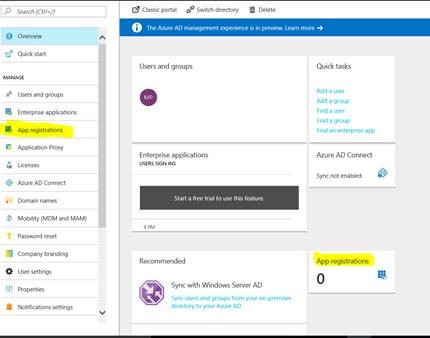 Search (Ctrl+/)
Overview
Quick start
MANAGE
Users and groups
Enterprise applications
App registrations
Application Proxy
Licenses
Azure AD Connect
Domain names
Mobility (MDM and MAM)
Password reset
Company branding
User settings
Properties
Notifications settings
Classic portal Switch directory Delete
The Azure AD management experience is in preview. Learn more →
Users and groups
MP
Quick tasks
Add a user
Add a group
Find a user
Find a group
Find an enterprise app
Enterprise applications
USERS SIGN INS
Start a free trial to use this feature.
4 PM
Azure AD Connect
Sync not enabled
Recommended
Sync with Windows Server AD
Sync users and groups from your on-premises
directory to your Azure AD
App registrations
0